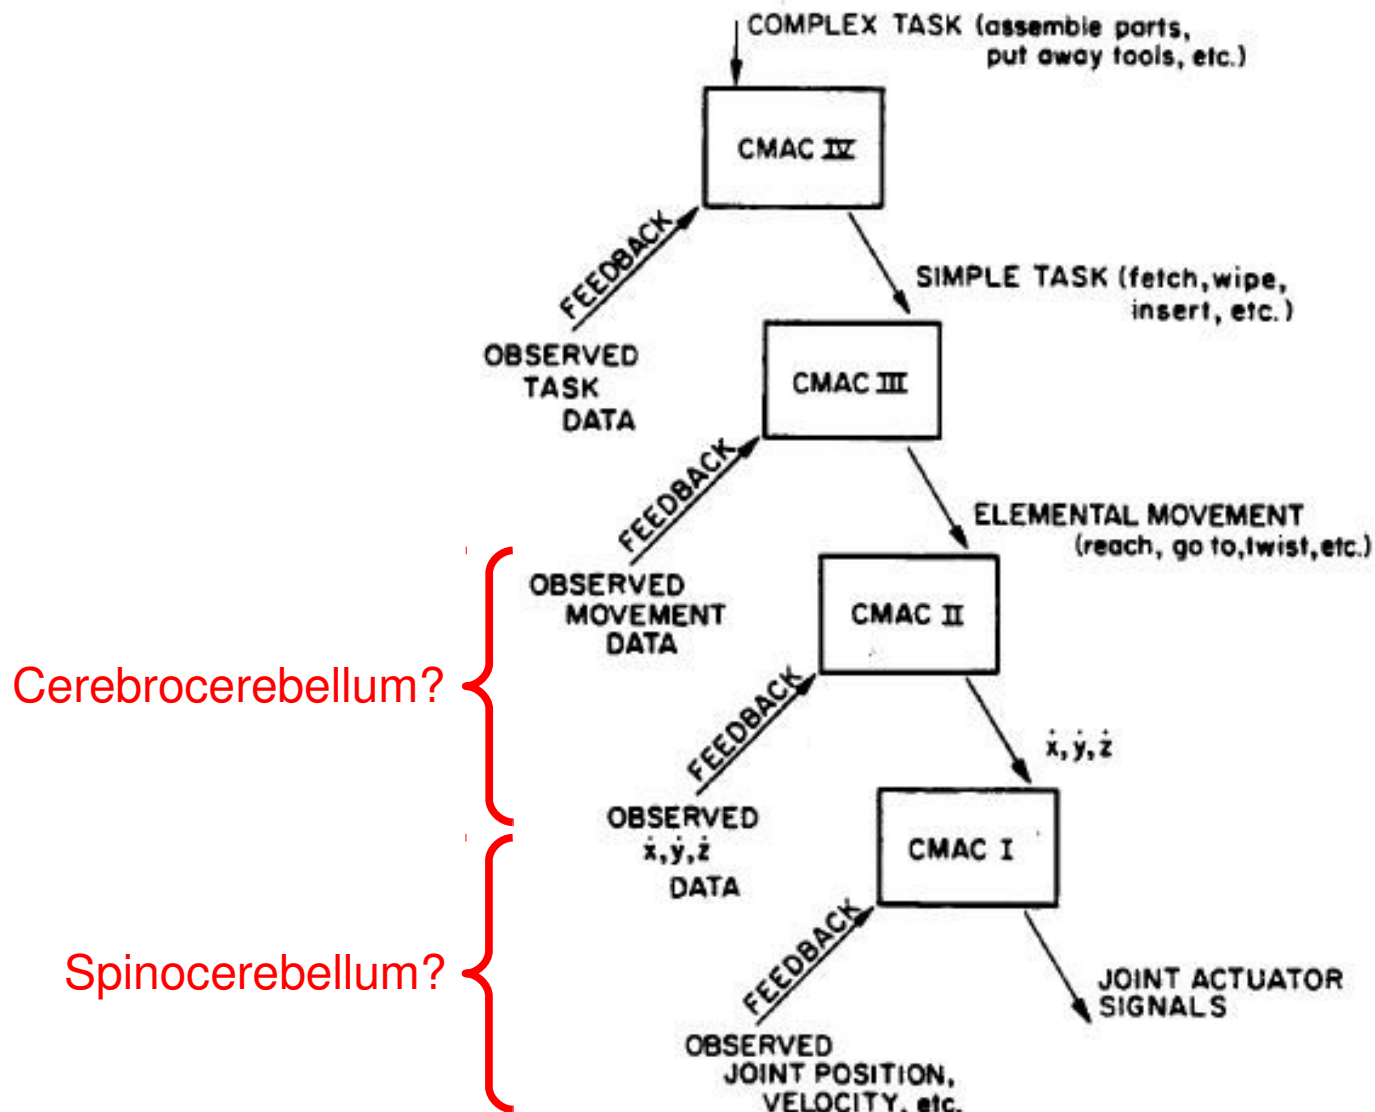 COMPLEX TASK (assemble parts,
put away tools, etc.)
CMAC IV
FEEDBACK
OBSERVED
TASK
DATA
SIMPLE TASK (fetch, wipe,
insert, etc.)
CMAC III
FEEDBACK
OBSERVED
MOVEMENT
DATA
ELEMENTAL MOVEMENT
(reach, go to, twist, etc.)
CMAC II
Cerebrocerebellum?
FEEDBACK
OBSERVED
ẋ, ẏ, ż
DATA
ẋ, ẏ, ż
CMAC I
Spinocerebellum?
FEEDBACK
OBSERVED
JOINT POSITION,
VELOCITY, etc.
JOINT ACTUATOR
SIGNALS